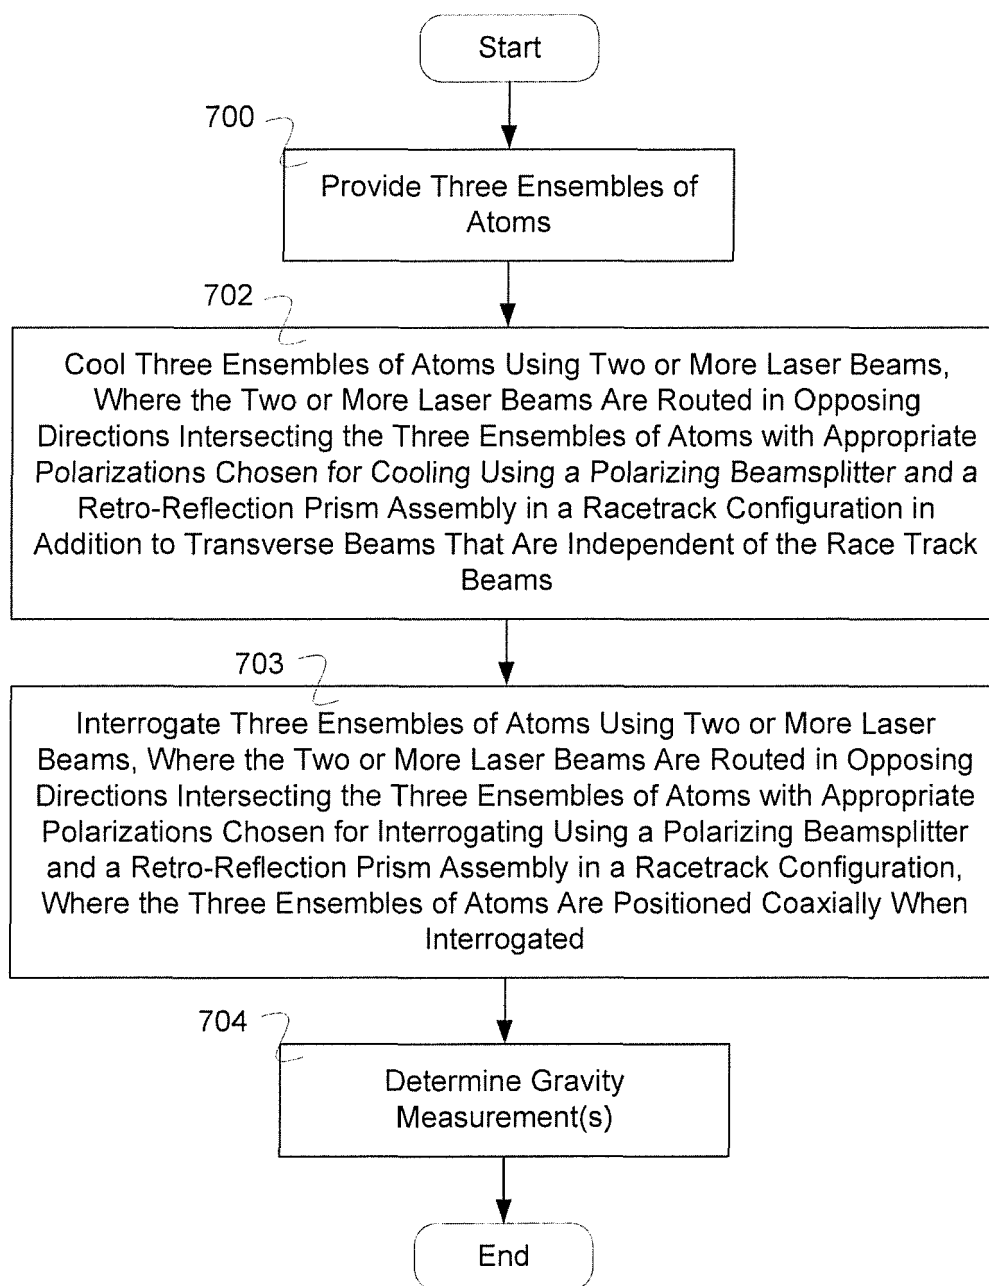 Start
700
Provide Three Ensembles of
Atoms
702
Cool Three Ensembles of Atoms Using Two or More Laser Beams,
Where the Two or More Laser Beams Are Routed in Opposing
Directions Intersecting the Three Ensembles of Atoms with Appropriate
Polarizations Chosen for Cooling Using a Polarizing Beamsplitter and a
Retro-Reflection Prism Assembly in a Racetrack Configuration in
Addition to Transverse Beams That Are Independent of the Race Track
Beams
703
Interrogate Three Ensembles of Atoms Using Two or More Laser
Beams, Where the Two or More Laser Beams Are Routed in Opposing
Directions Intersecting the Three Ensembles of Atoms with Appropriate
Polarizations Chosen for Interrogating Using a Polarizing Beamsplitter
and a Retro-Reflection Prism Assembly in a Racetrack Configuration,
Where the Three Ensembles of Atoms Are Positioned Coaxially When
Interrogated
704
Determine Gravity
Measurement(s)
End